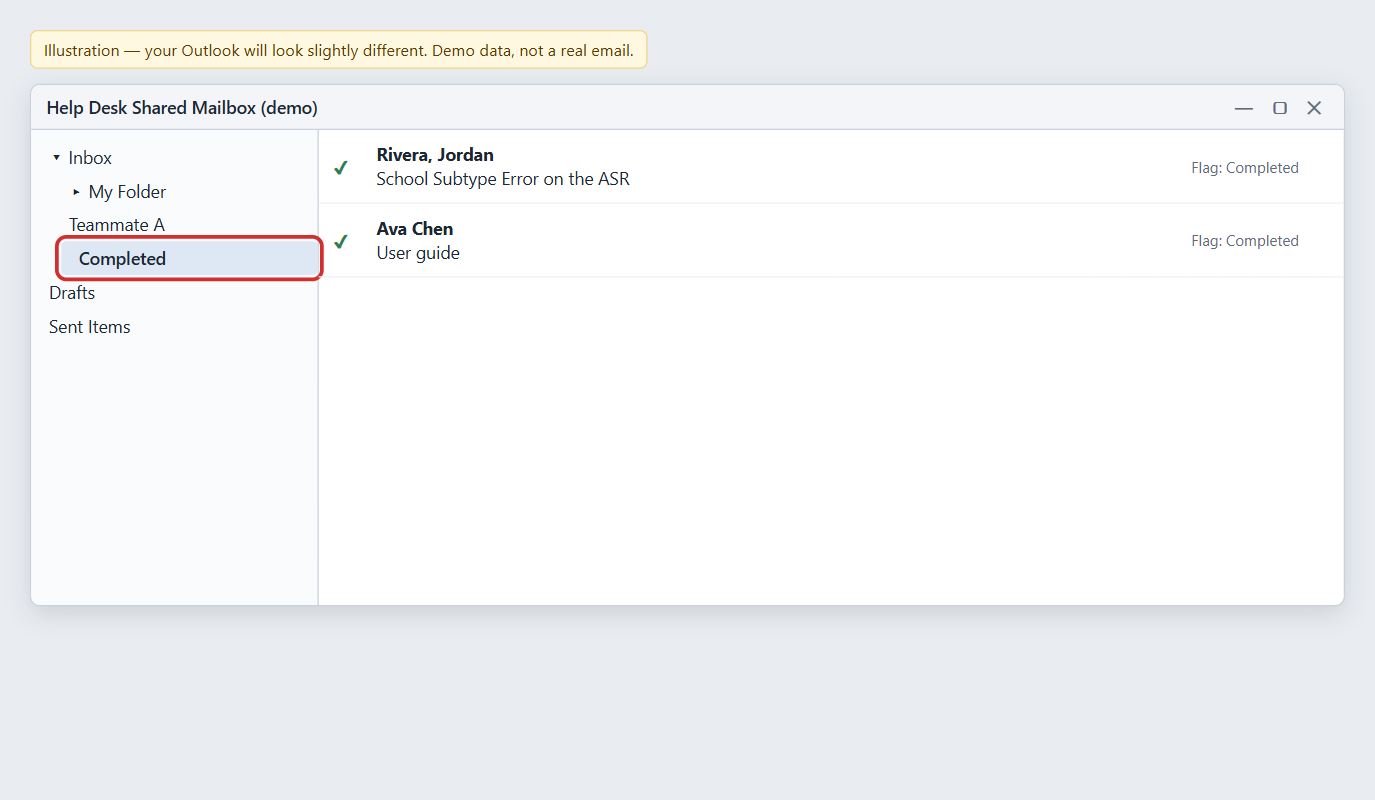 Illustration — your Outlook will look slightly different. Demo data, not a real email.
Help Desk Shared Mailbox (demo)
Inbox
My Folder
Teammate A
Completed
Drafts
Sent Items
Rivera, Jordan
School Subtype Error on the ASR
Flag: Completed
Ava Chen
User guide
Flag: Completed